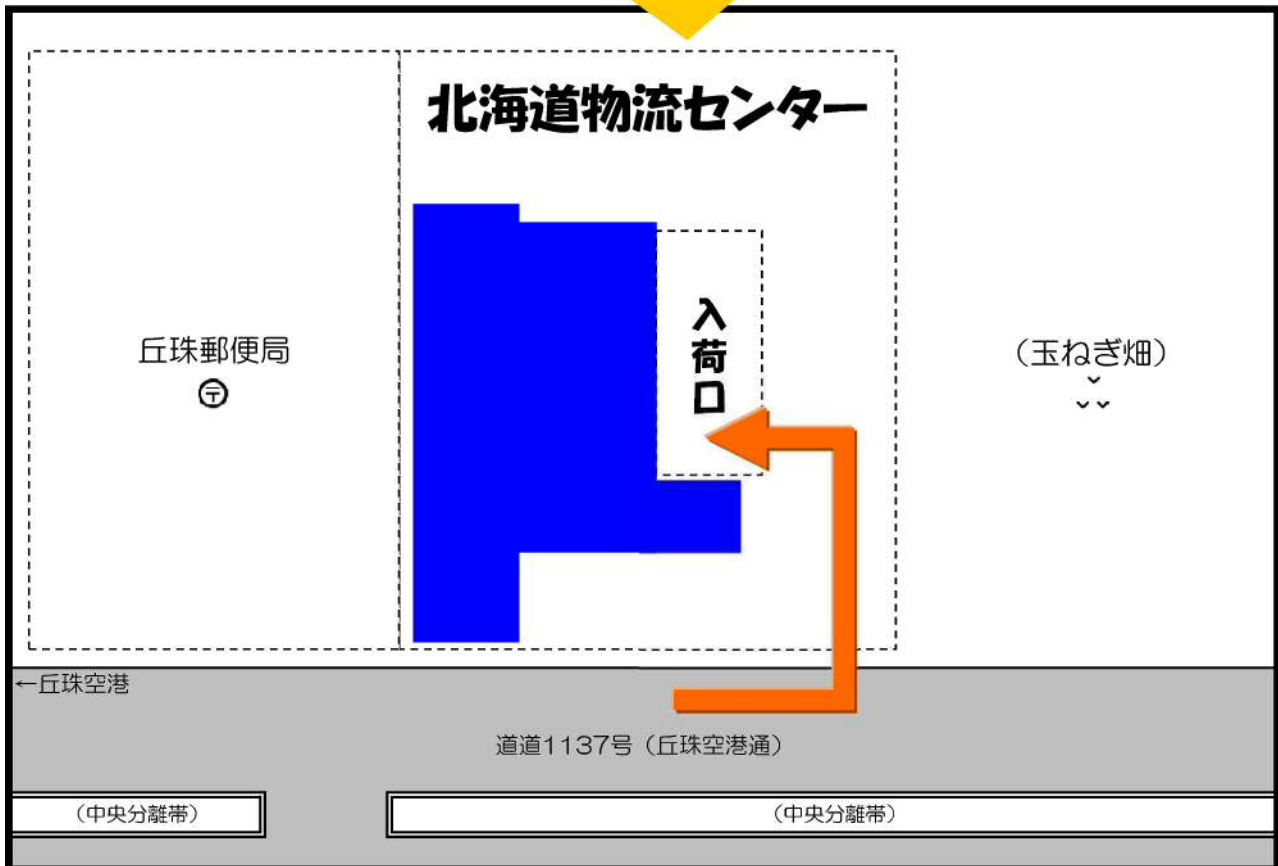 北海道物流センター
入荷口
丘珠郵便局
〒
（玉ねぎ畑）
←丘珠空港
道道1137号（丘珠空港通）
（中央分離帯）
（中央分離帯）